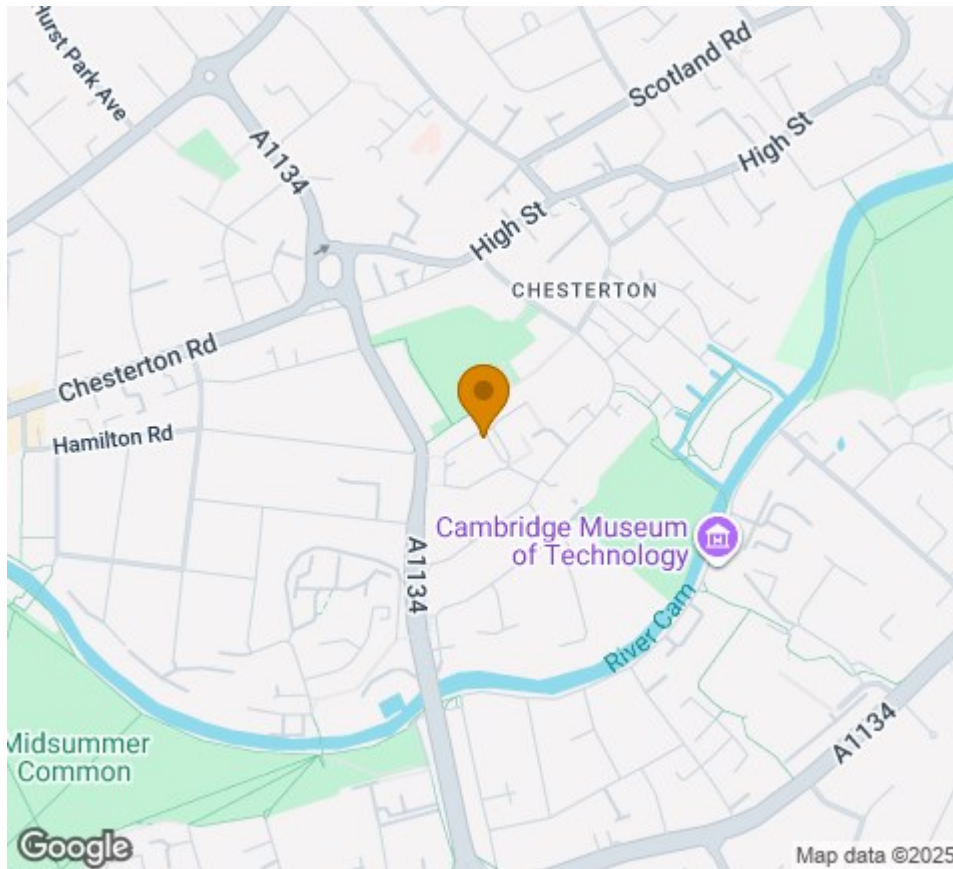 Hurst Park Ave
Scotland Rd
A1134
High St
High St
CHESTERTON
Chesterton Rd
Hamilton Rd
Cambridge Museum
of Technology
A1134
River Cam
A1134
Midsummer
Common
Google
Map data ©2025